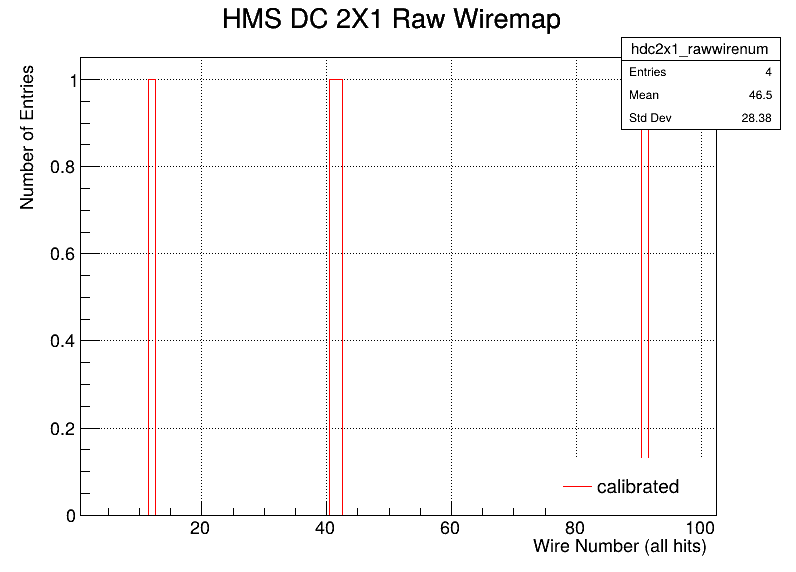 HMS DC 2X1 Raw Wiremap
hdc2x1_rawwirenum
Entries 4
Mean 46.5
Std Dev 28.38
Number of Entries
1
0.8
0.6
0.4
0.2
0
calibrated
20 40 60 80 100
Wire Number (all hits)